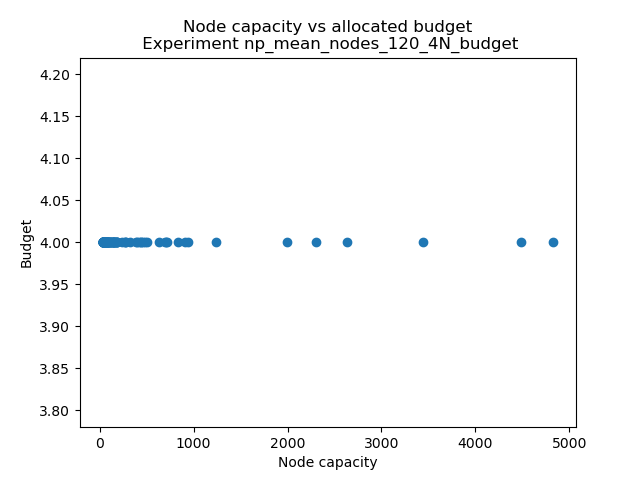 Node capacity vs allocated budget
Experiment np_mean_nodes_120_4N_budget
4.20
4.15
4.10
4.05
4.00
3.95
3.90
3.85
3.80
Budget
0 1000 2000 3000 4000 5000
Node capacity